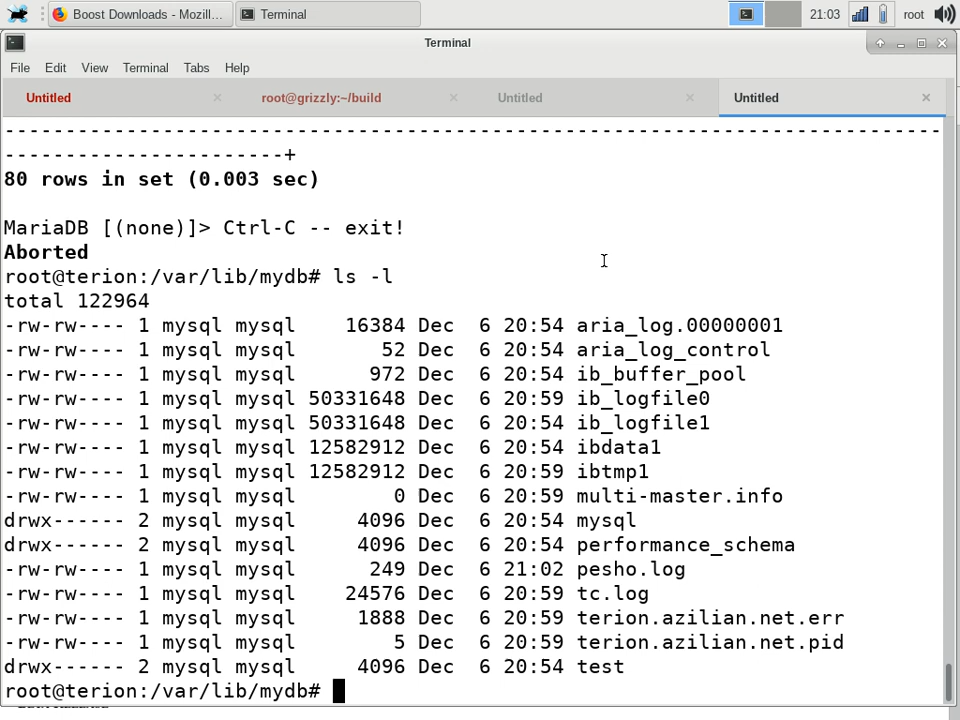 Boost Downloads - Mozill...
Terminal
21:03
root
Terminal
File Edit View Terminal Tabs Help
Untitled
root@grizzly:~/build
Untitled
Untitled
-----------------------------------------------------------------------------
-----------------------+
80 rows in set (0.003 sec)
MariaDB [(none)]> Ctrl-C -- exit!
Aborted
root@terion:/var/lib/mydb# ls -l
total 122964
-rw-rw---- 1 mysql mysql    16384 Dec  6 20:54 aria_log.00000001
-rw-rw---- 1 mysql mysql       52 Dec  6 20:54 aria_log_control
-rw-rw---- 1 mysql mysql      972 Dec  6 20:54 ib_buffer_pool
-rw-rw---- 1 mysql mysql 50331648 Dec  6 20:59 ib_logfile0
-rw-rw---- 1 mysql mysql 50331648 Dec  6 20:54 ib_logfile1
-rw-rw---- 1 mysql mysql 12582912 Dec  6 20:54 ibdata1
-rw-rw---- 1 mysql mysql 12582912 Dec  6 20:59 ibtmp1
-rw-rw---- 1 mysql mysql        0 Dec  6 20:59 multi-master.info
drwx------ 2 mysql mysql     4096 Dec  6 20:54 mysql
drwx------ 2 mysql mysql     4096 Dec  6 20:54 performance_schema
-rw-rw---- 1 mysql mysql      249 Dec  6 21:02 pesho.log
-rw-rw---- 1 mysql mysql    24576 Dec  6 20:59 tc.log
-rw-rw---- 1 mysql mysql     1888 Dec  6 20:59 terion.azilian.net.err
-rw-rw---- 1 mysql mysql        5 Dec  6 20:59 terion.azilian.net.pid
drwx------ 2 mysql mysql     4096 Dec  6 20:54 test
root@terion:/var/lib/mydb#